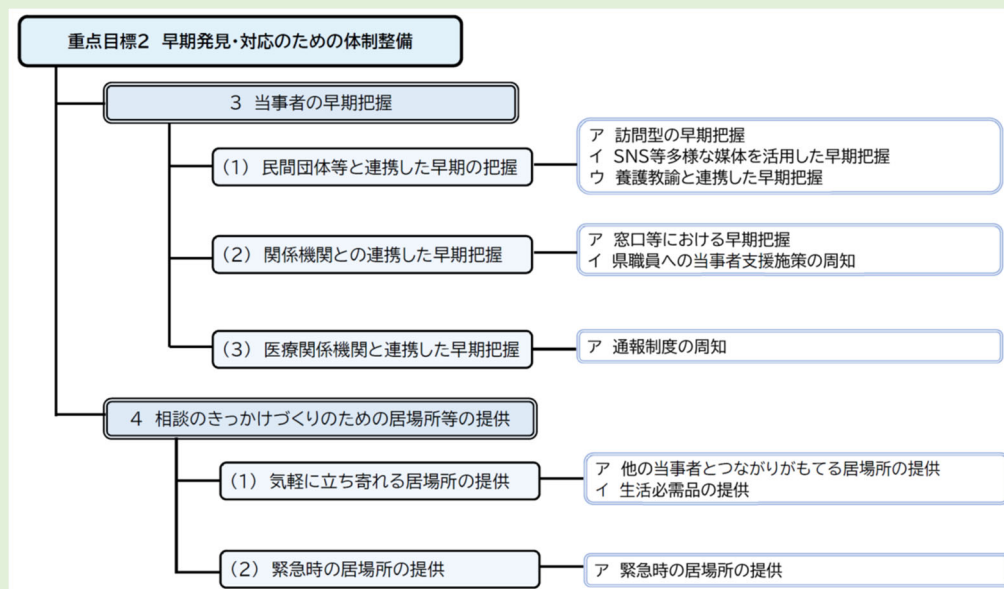 重点目標2 早期発見・対応のための体制整備
3 当事者の早期把握
(1) 民間団体等と連携した早期の把握
ア 訪問型の早期把握
イ SNS等多様な媒体を活用した早期把握
ウ 養護教諭と連携した早期把握
(2) 関係機関との連携した早期把握
ア 窓口等における早期把握
イ 県職員への当事者支援施策の周知
(3) 医療関係機関と連携した早期把握
ア 通報制度の周知
4 相談のきっかけづくりのための居場所等の提供
(1) 気軽に立ち寄れる居場所の提供
ア 他の当事者とつながりがもてる居場所の提供
イ 生活必需品の提供
(2) 緊急時の居場所の提供
ア 緊急時の居場所の提供